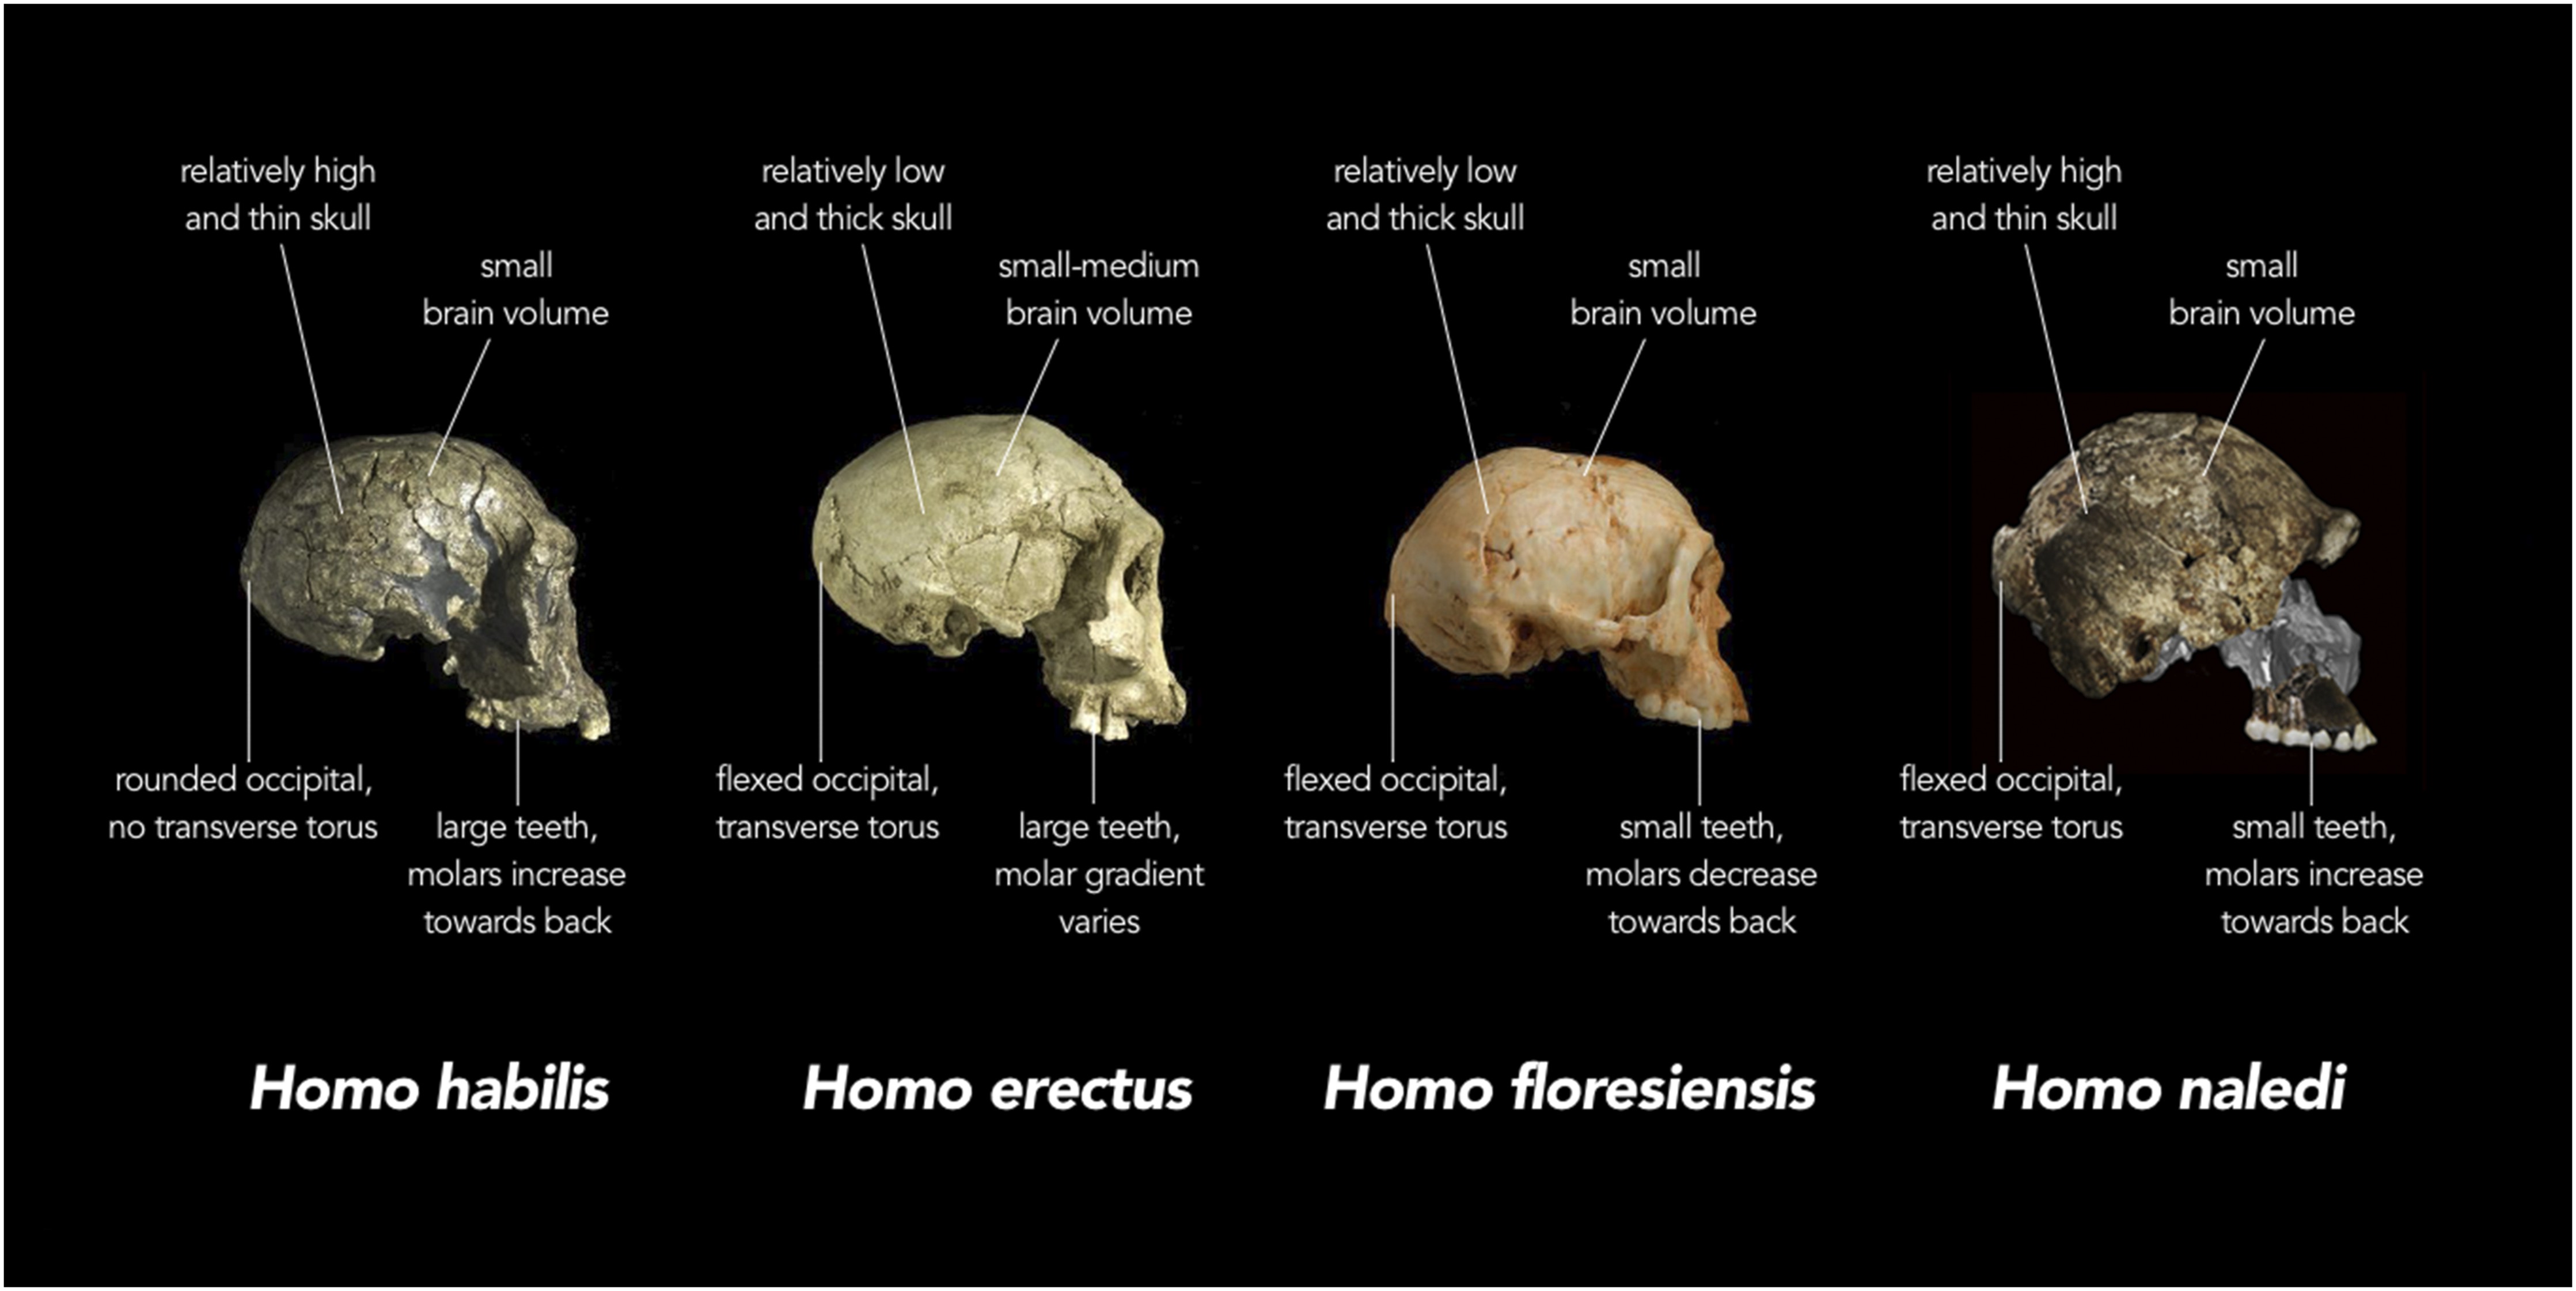 relatively high
and thin skull
small
brain volume
rounded occipital,
no transverse torus
large teeth,
molars increase
towards back
Homo habilis
relatively low
and thick skull
small-medium
brain volume
flexed occipital,
transverse torus
large teeth,
molar gradient
varies
Homo erectus
relatively low
and thick skull
small
brain volume
flexed occipital,
transverse torus
small teeth,
molars decrease
towards back
Homo floresiensis
relatively high
and thin skull
small
brain volume
flexed occipital,
transverse torus
small teeth,
molars increase
towards back
Homo naledi